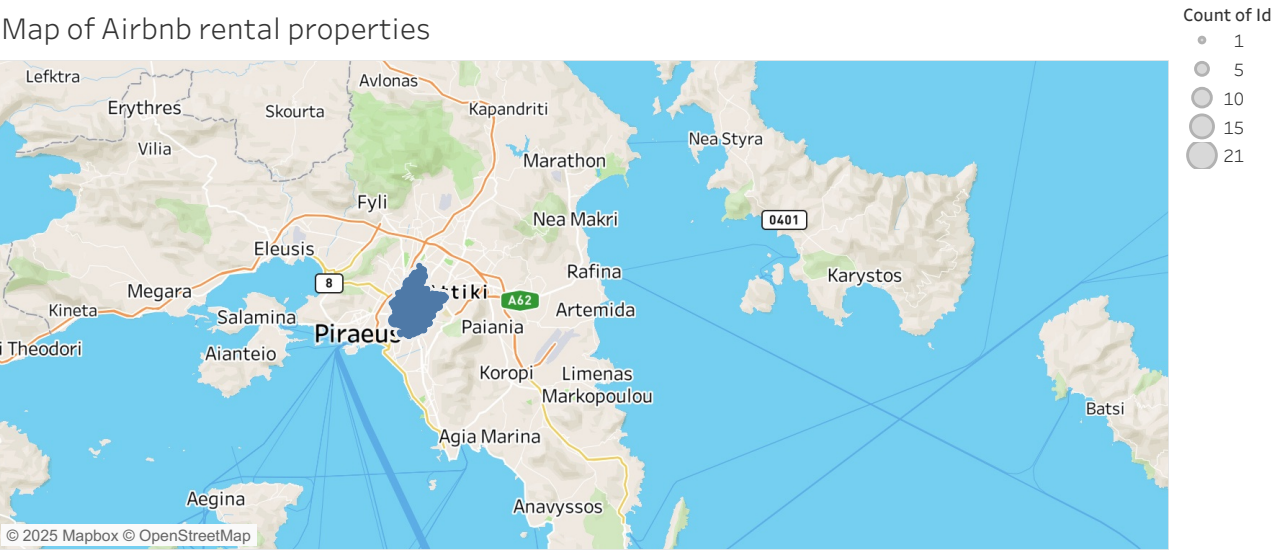 Map of Airbnb rental properties
Count of Id
1
5
10
15
21
Lefktra
Avlonas
Erythres
Skourta
Kapandriti
Vilia
Nea Styra
Marathon
Fyli
Nea Makri
0401
Eleusis
Rafina
Karystos
8
Megara
ttiki
A62
Kineta
Salamina
Artemida
Piraeus
Paiania
i Theodori
Aianteio
Koropi
Limenas
Markopoulou
Batsi
Agia Marina
Aegina
Anavyssos
© 2025 Mapbox © OpenStreetMap